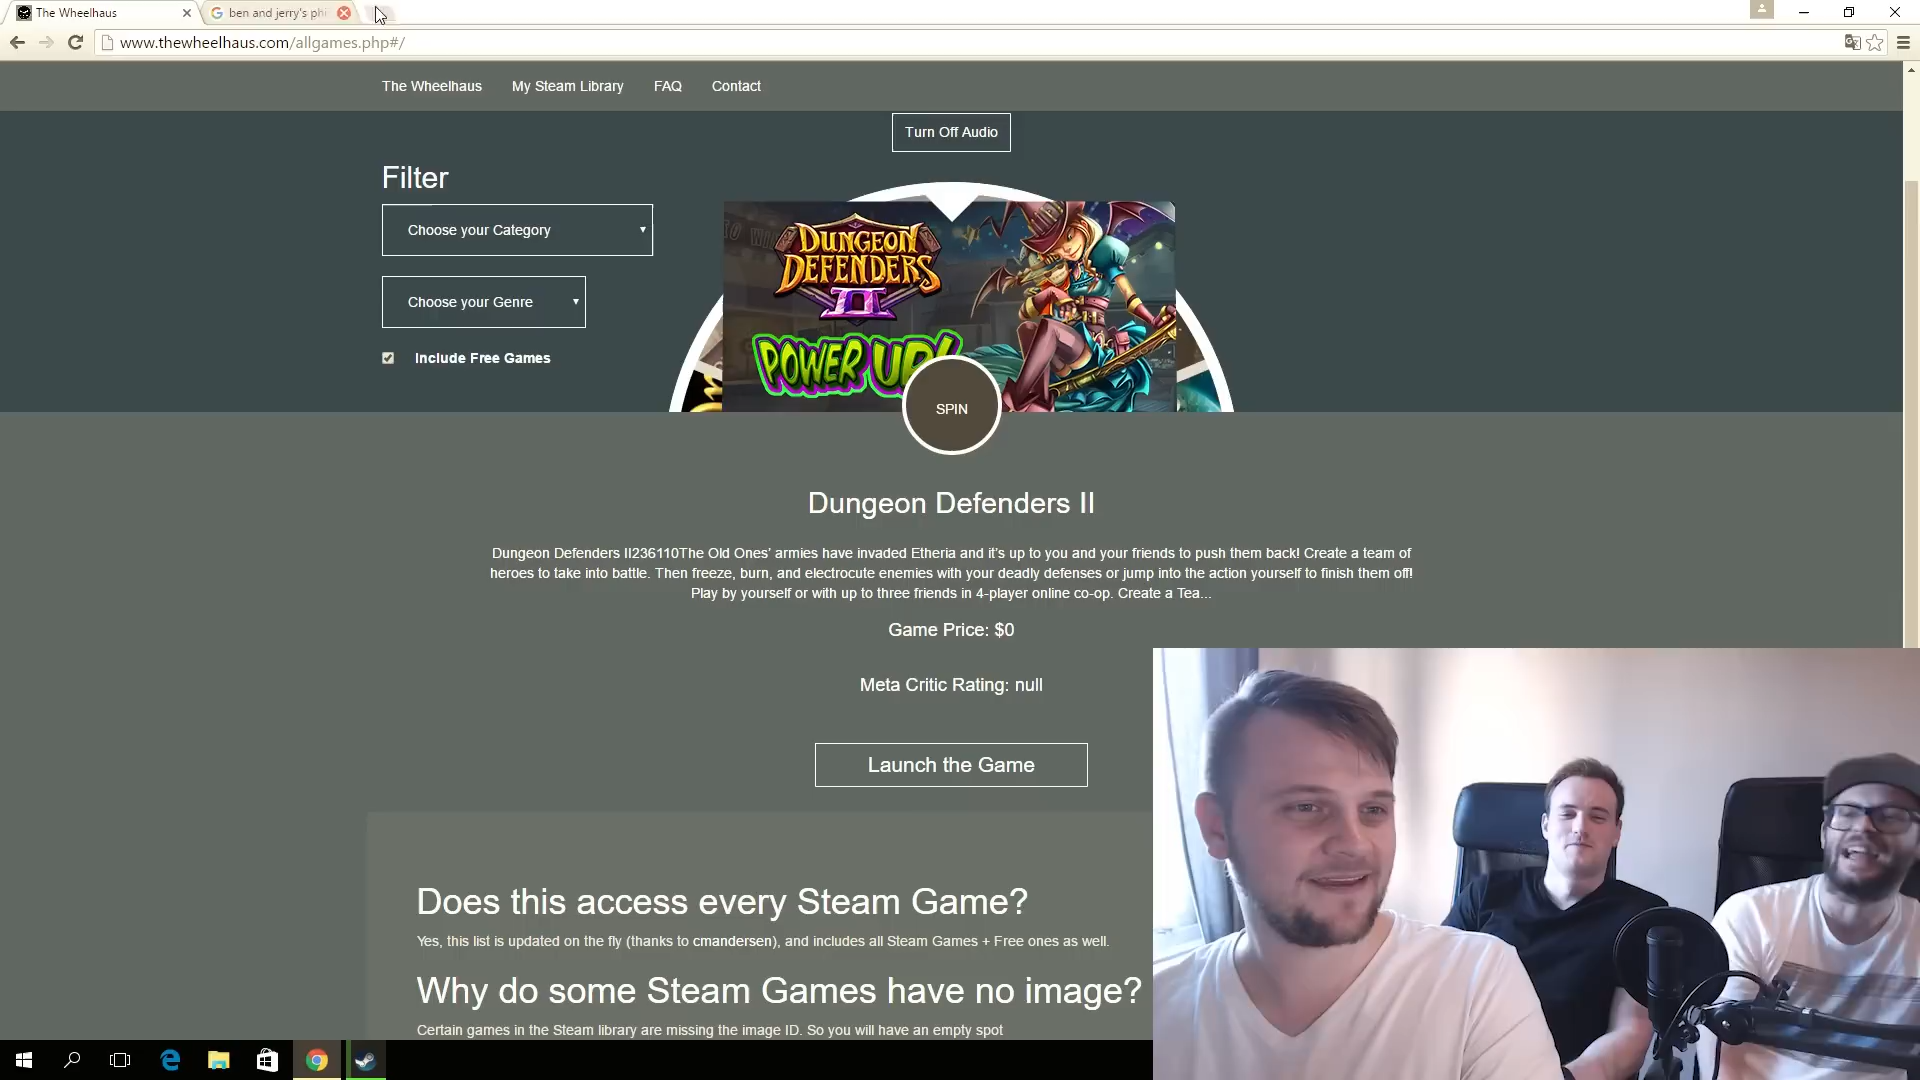 The Wheelhaus
ben and jerry's ph
www.thewheelhaus.com/allgames.php#/
The Wheelhaus My Steam Library FAQ Contact
Turn Off Audio
Filter
Choose your Category
Choose your Genre
Include Free Games
DUNGEON
DEFENDERS
II
POWER UP!
SPIN
Dungeon Defenders II
Dungeon Defenders II236110The Old Ones' armies have invaded Etheria and it's up to you and your friends to push them back! Create a team of
heroes to take into battle. Then freeze, burn, and electrocute enemies with your deadly defenses or jump into the action yourself to finish them off!
Play by yourself or with up to three friends in 4-player online co-op. Create a Tea...
Game Price: $0
Meta Critic Rating: null
Launch the Game
Does this access every Steam Game?
Yes, this list is updated on the fly (thanks to cmandersen), and includes all Steam Games + Free ones as well.
Why do some Steam Games have no image?
Certain games in the Steam library are missing the image ID. So you will have an empty spot